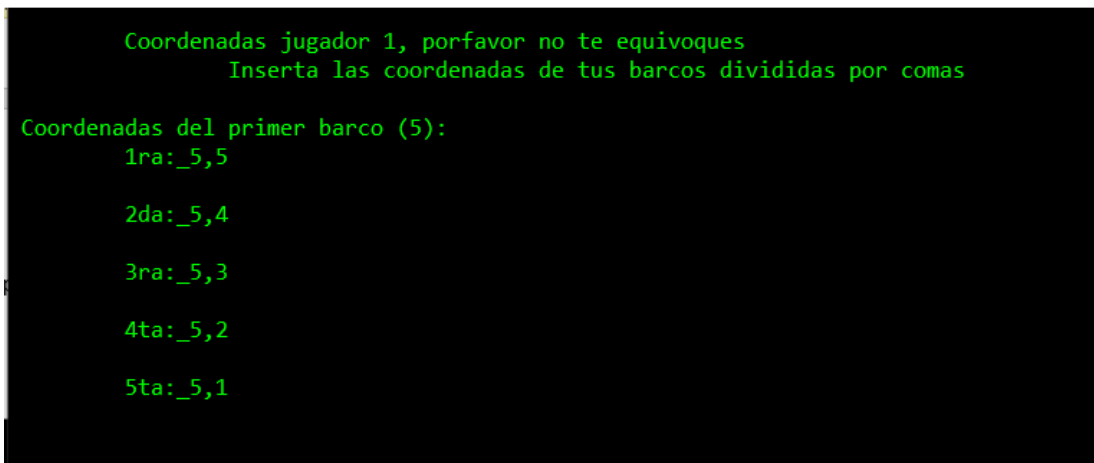 Coordenadas jugador 1, porfavor no te equivoques
Inserta las coordenadas de tus barcos divididas por comas
Coordenadas del primer barco (5):
1ra:_5,5
2da:_5,4
3ra:_5,3
4ta:_5,2
5ta:_5,1